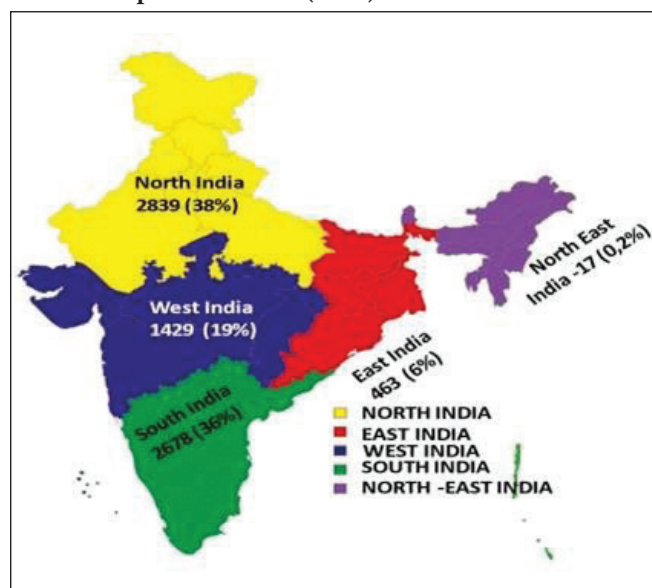 North India
2839 (38%)
West India
1429 (19%)
South India
2678 (36%)
East India
463 (6%)
North East
India -17 (0,2%)
NORTH INDIA
EAST INDIA
WEST INDIA
SOUTH INDIA
NORTH -EAST INDIA